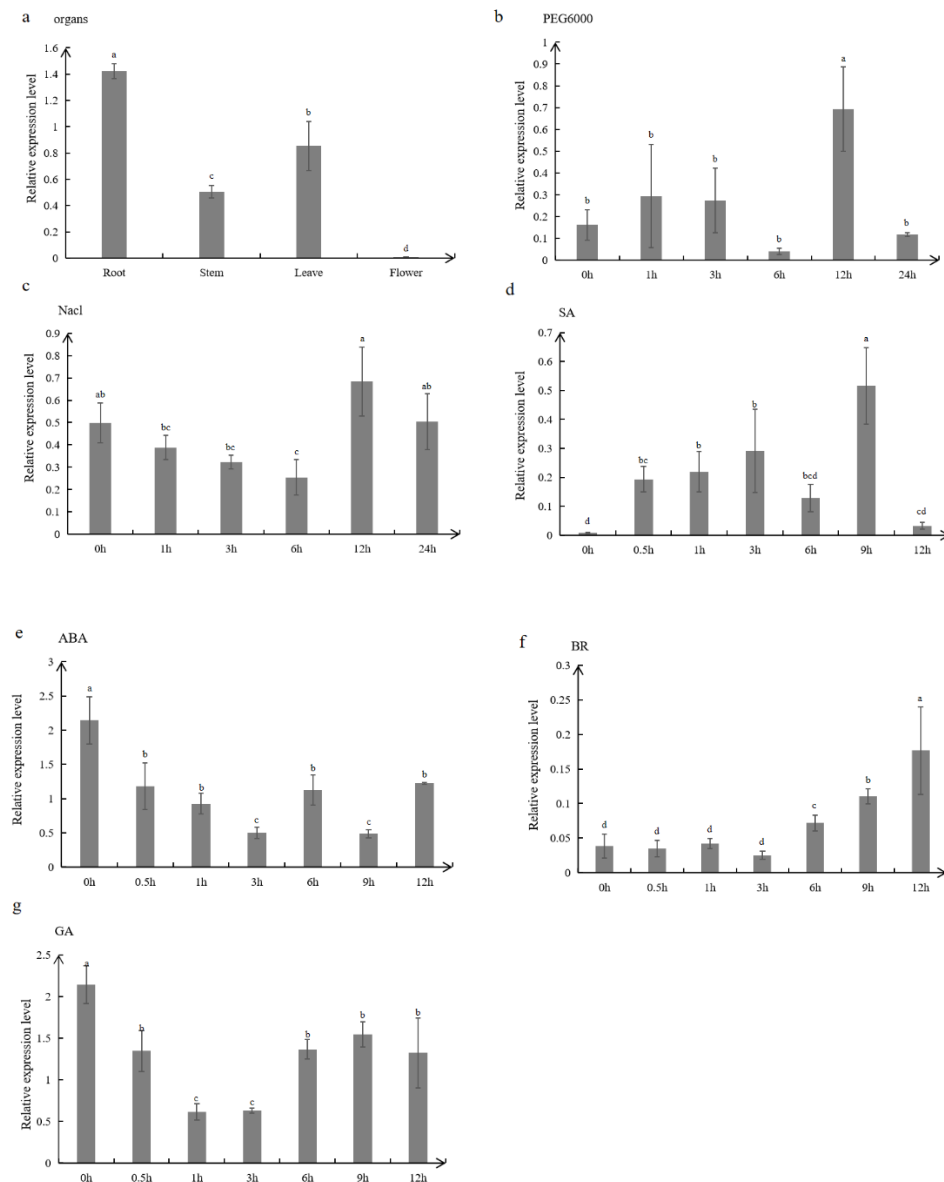 a organs
Relative expression level
1.6
1.4
1.2
1
0.8
0.6
0.4
0.2
0
a
c
b
d
Root Stem Leave Flower
b PEG6000
Relative expression level
1
0.9
0.8
0.7
0.6
0.5
0.4
0.3
0.2
0.1
0
b
b
b
b
a
b
0h 1h 3h 6h 12h 24h
c Nacl
Relative expression level
0.9
0.8
0.7
0.6
0.5
0.4
0.3
0.2
0.1
0
ab
bc
bc
c
a
ab
0h 1h 3h 6h 12h 24h
d SA
Relative expression level
0.7
0.6
0.5
0.4
0.3
0.2
0.1
0
d
bc
b
b
bcd
a
cd
0h 0.5h 1h 3h 6h 9h 12h
e ABA
Relative expression level
3
2.5
2
1.5
1
0.5
0
a
b
b
c
b
c
b
0h 0.5h 1h 3h 6h 9h 12h
f BR
Relative expression level
0.3
0.25
0.2
0.15
0.1
0.05
0
d
d
d
d
c
b
a
0h 0.5h 1h 3h 6h 9h 12h
g GA
Relative expression level
2.5
2
1.5
1
0.5
0
a
b
c
c
b
b
b
0h 0.5h 1h 3h 6h 9h 12h